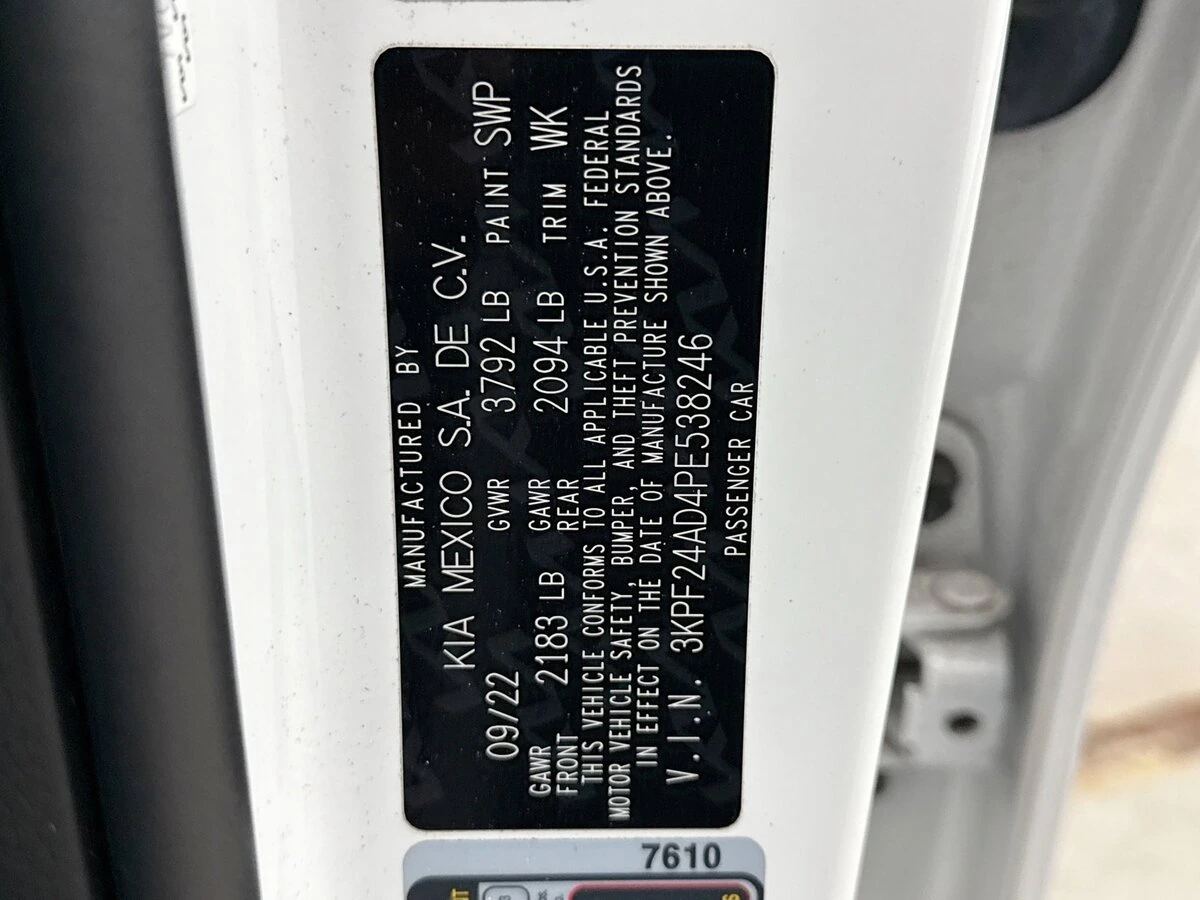 MANUFACTURED BY
KIA MEXICO S.A. DE C.V.
09/22 GVWR 3792 LB PAINT SWP
GAWR FRONT 2183 LB GAWR REAR 2094 LB TRIM WK
THIS VEHICLE CONFORMS TO ALL APPLICABLE U.S.A. FEDERAL
MOTOR VEHICLE SAFETY, BUMPER, AND THEFT PREVENTION STANDARDS
IN EFFECT ON THE DATE OF MANUFACTURE SHOWN ABOVE.
V.I.N. 3KPF24AD4PE538246
PASSENGER CAR
7610